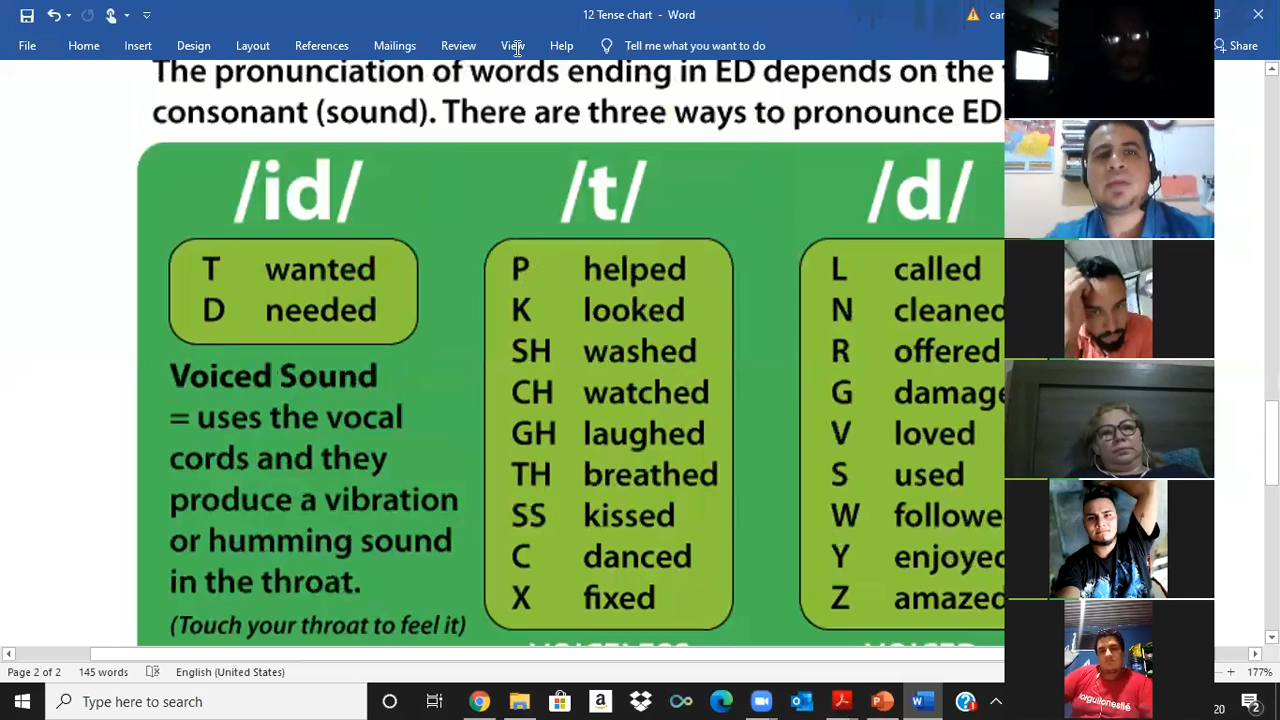 12 Tense chart - Word
File Home Insert Design Layout References Mailings Review View Help Tell me what you want to do Share
The pronunciation of words ending in ED depends on the
consonant (sound). There are three ways to pronounce ED
/id/ /t/ /d/
T wanted
D needed
Voiced Sound
= uses the vocal
cords and they
produce a vibration
or humming sound
in the throat.
(Touch your throat to feel it)
P helped
K looked
SH washed
CH watched
GH laughed
TH breathed
SS kissed
C danced
X fixed
L called
N cleaned
R offered
G damage
V loved
S used
W followe
Y enjoyed
Z amazed
Page 2 of 2 145 words English (United States) 177%
Type here to search